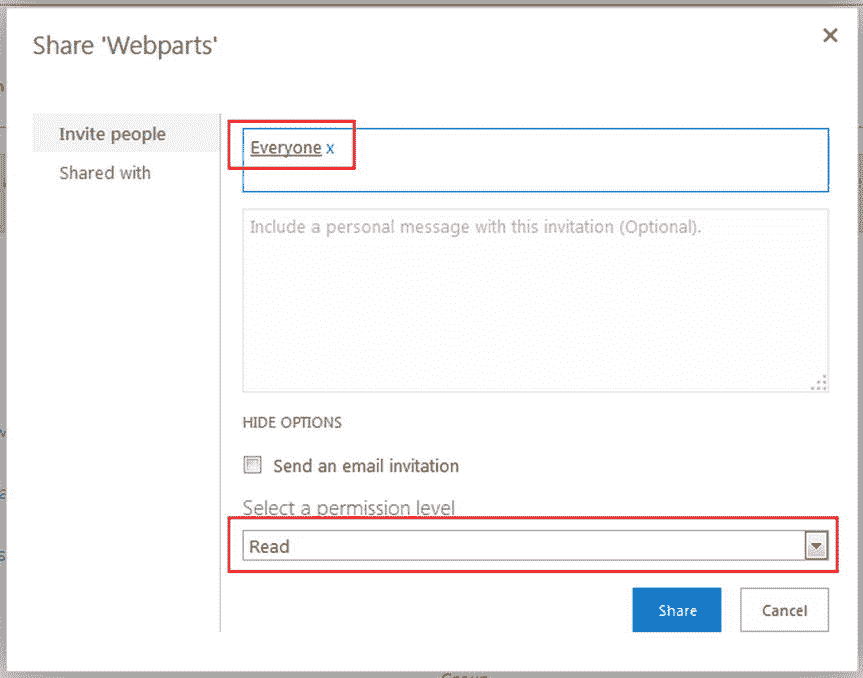 Share 'Webparts'
Invite people
Shared with
Everyone x
Include a personal message with this invitation (Optional).
HIDE OPTIONS
Send an email invitation
Select a permission level
Read
Share
Cancel